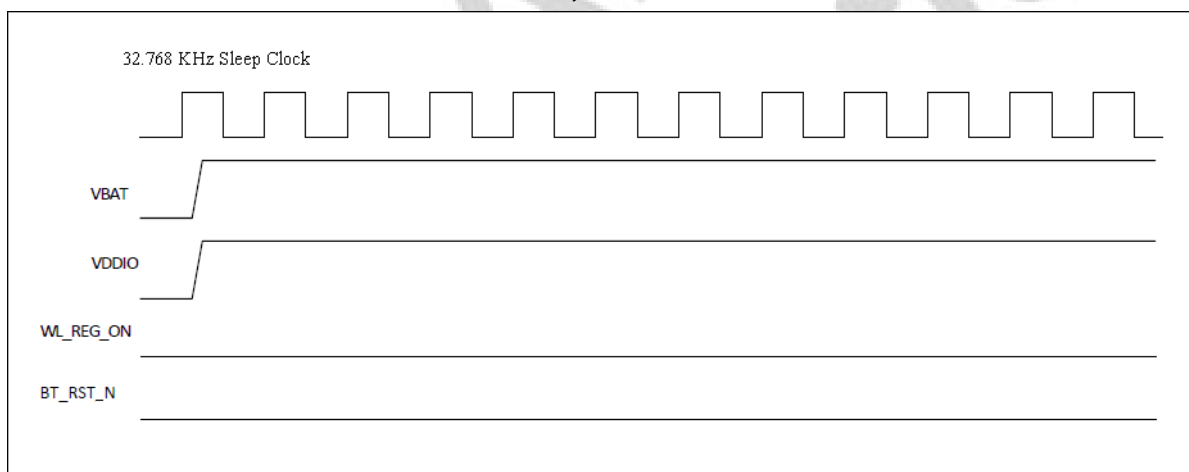 32.768 KHz Sleep Clock
VBAT
VDDIO
WL_REG_ON
BT_RST_N